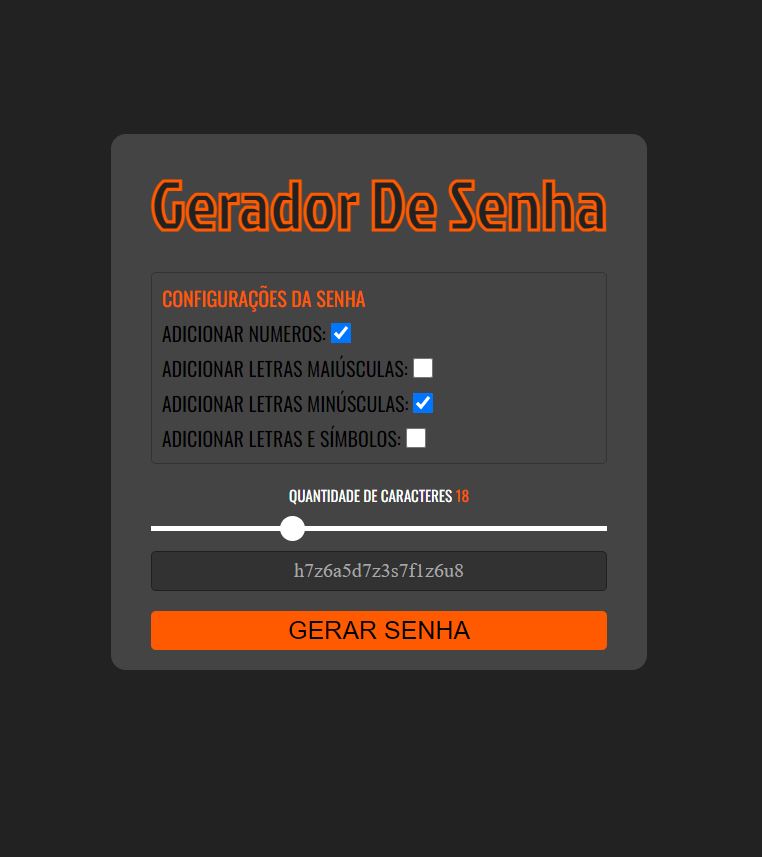 Gerador De Senha
CONFIGURAÇÕES DA SENHA
ADICIONAR NUMEROS:
ADICIONAR LETRAS MAIÚSCULAS:
ADICIONAR LETRAS MINÚSCULAS:
ADICIONAR LETRAS E SÍMBOLOS:
QUANTIDADE DE CARACTERES 18
h7z6a5d7z3s7f1z6u8
GERAR SENHA